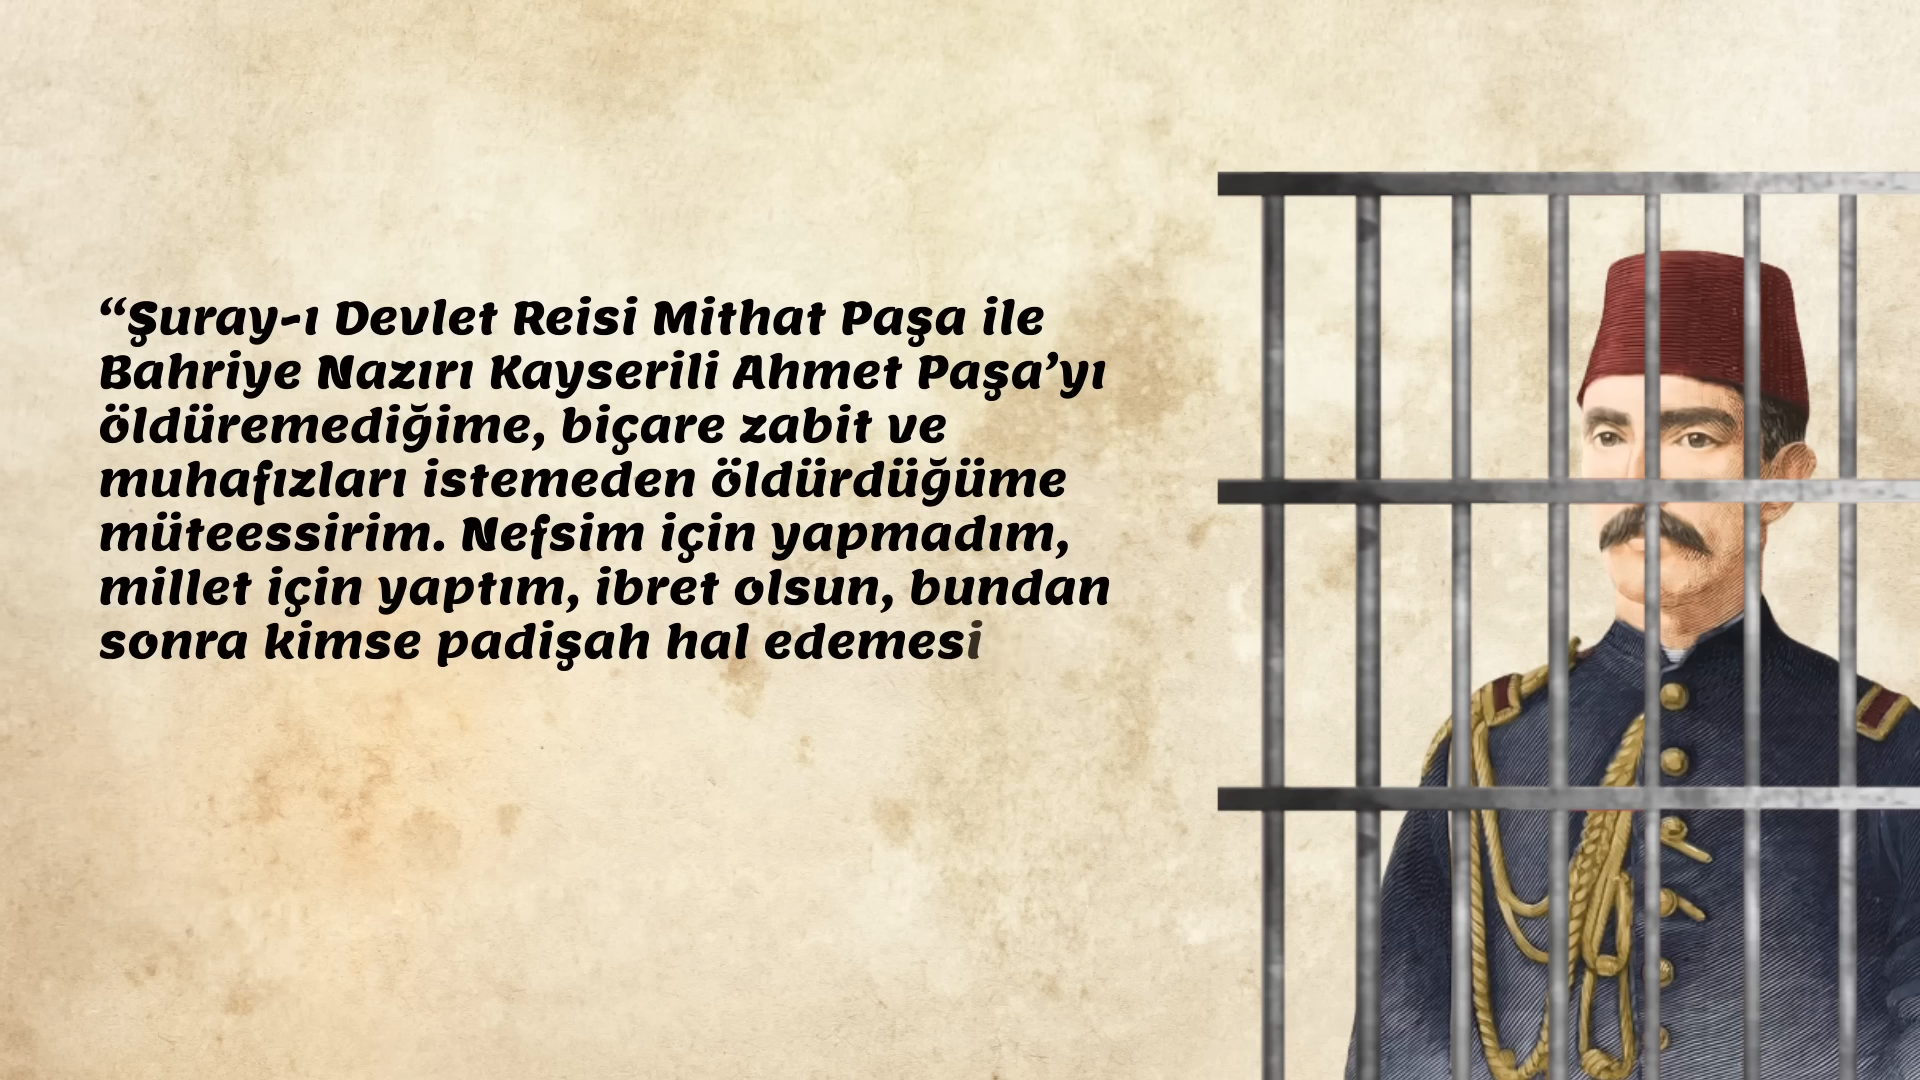 “Şuray-ı Devlet Reisi Mithat Paşa ile
Bahriye Nazırı Kayserili Ahmet Paşa’yı
öldüremediğime, biçare zabit ve
muhafızları istemeden öldürdüğüme
müteessirim. Nefsim için yapmadım,
millet için yaptım, ibret olsun, bundan
sonra kimse padişah hal edemesi